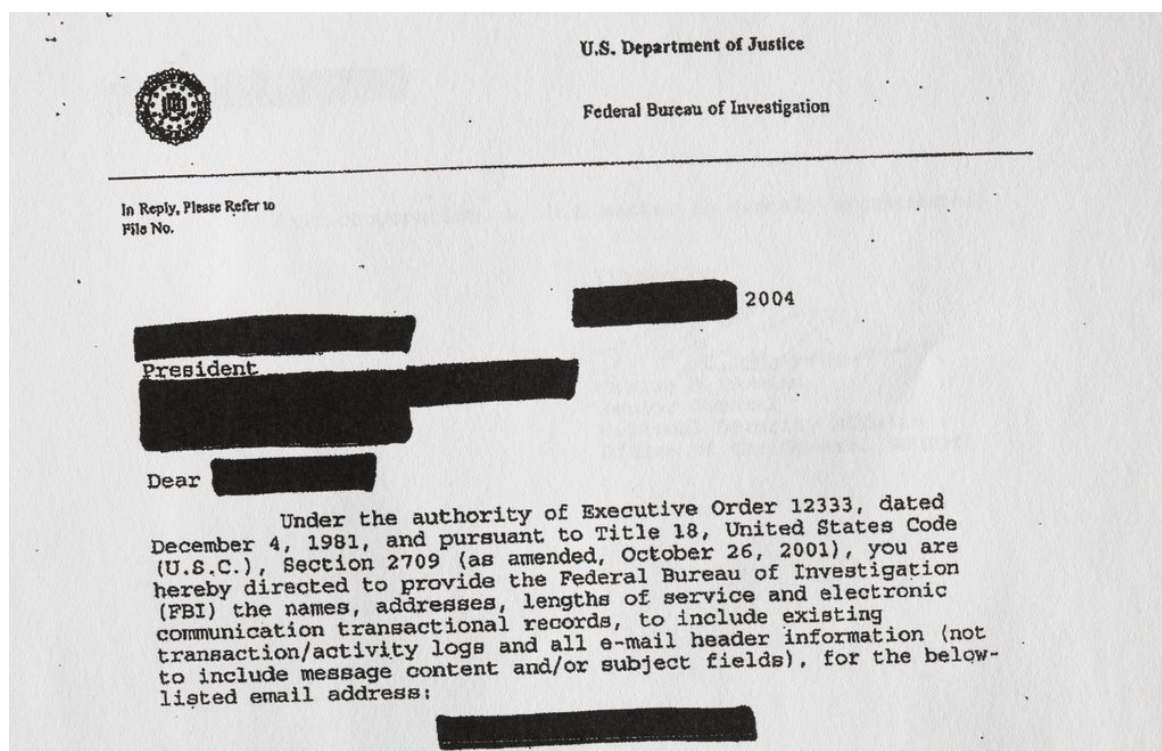 U.S. Department of Justice
Federal Bureau of Investigation
In Reply, Please Refer to
File No.
2004
President
Dear
Under the authority of Executive Order 12333, dated
December 4, 1981, and pursuant to Title 18, United States Code
(U.S.C.), Section 2709 (as amended, October 26, 2001), you are
hereby directed to provide the Federal Bureau of Investigation
(FBI) the names, addresses, lengths of service and electronic
communication transactional records, to include existing
transaction/activity logs and all e-mail header information (not
to include message content and/or subject fields), for the below-
listed email address: